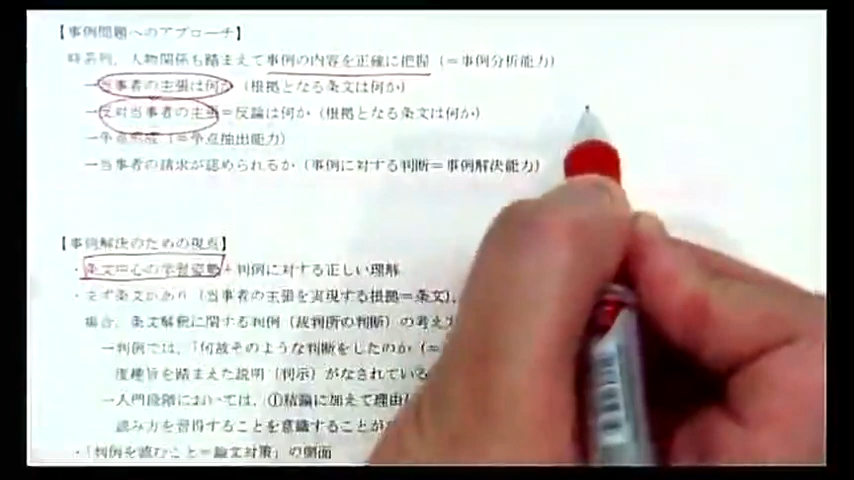 【事例問題へのアプローチ】
時系列、人物関係も踏まえて事例の内容を正確に把握(=事例分析能力)
→当事者の主張は何か(根拠となる条文は何か)
→反対当事者の主張=反論は何か(根拠となる条文は何か)
→争点 (=争点抽出能力)
→当事者の請求が認められるか(事例に対する判断=事例解決能力)
【事例解決のための視点】
・条文中心の学習姿勢+判例に対する正しい理解
・まず条文があり(当事者の主張を実現する根拠=条文)、
場合、条文解釈に関する判例(裁判所の判断)の考え方
→判例では、「何故そのような判断をしたのか(=
度趣旨を踏まえた説明(判示)がなされている
→入門段階においては、①結論に加えて理由
読み方を習得することを意識することが
・「判例を読むこと=論文対策」の側面